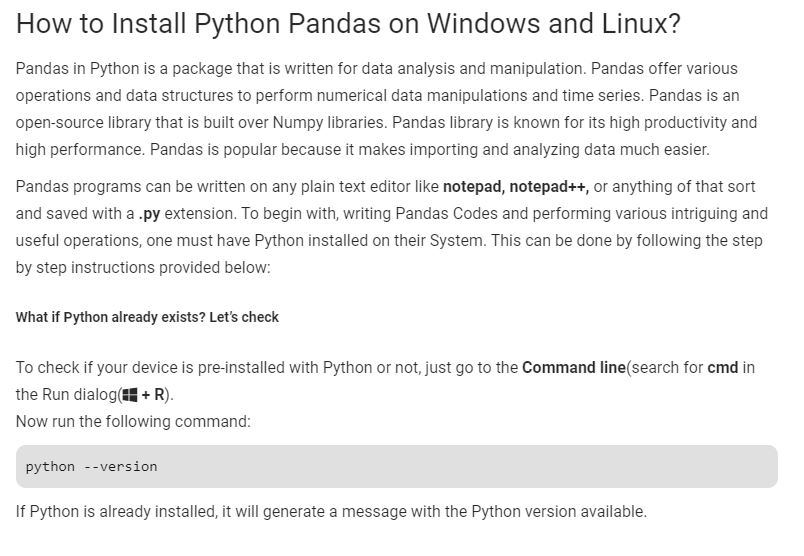 How to Install Python Pandas on Windows and Linux?
Pandas in Python is a package that is written for data analysis and manipulation. Pandas offer various
operations and data structures to perform numerical data manipulations and time series. Pandas is an
open-source library that is built over Numpy libraries. Pandas library is known for its high productivity and
high performance. Pandas is popular because it makes importing and analyzing data much easier.
Pandas programs can be written on any plain text editor like notepad, notepad++, or anything of that sort
and saved with a .py extension. To begin with, writing Pandas Codes and performing various intriguing and
useful operations, one must have Python installed on their System. This can be done by following the step
by step instructions provided below:
What if Python already exists? Let's check
To check if your device is pre-installed with Python or not, just go to the Command line(search for cmd in
the Run dialog( + R).
Now run the following command:
python --version
If Python is already installed, it will generate a message with the Python version available.